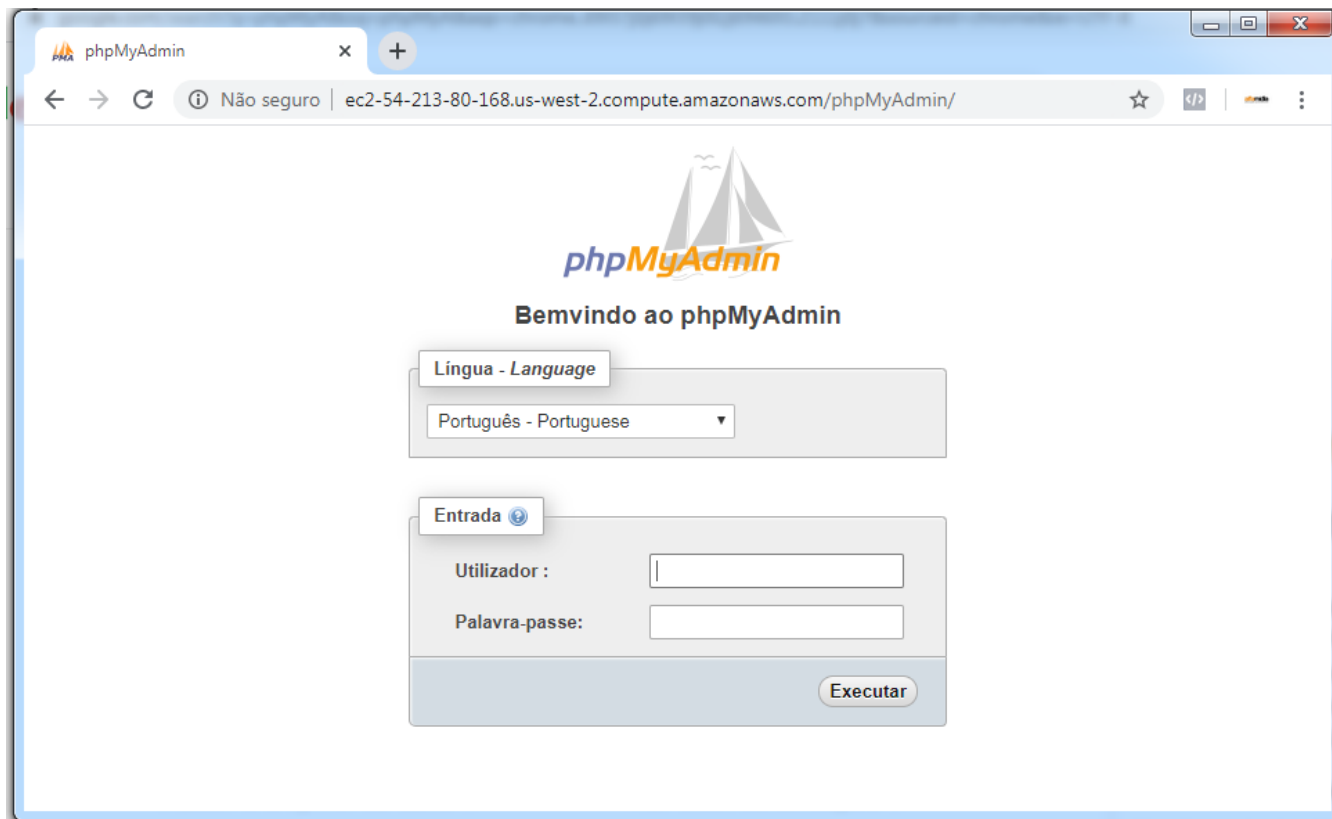 phpMyAdmin
Não seguro | ec2-54-213-80-168.us-west-2.compute.amazonaws.com/phpMyAdmin/
phpMyAdmin
Bemvindo ao phpMyAdmin
Língua - Language
Português - Portuguese
Entrada
Utilizador :
Palavra-passe:
Executar